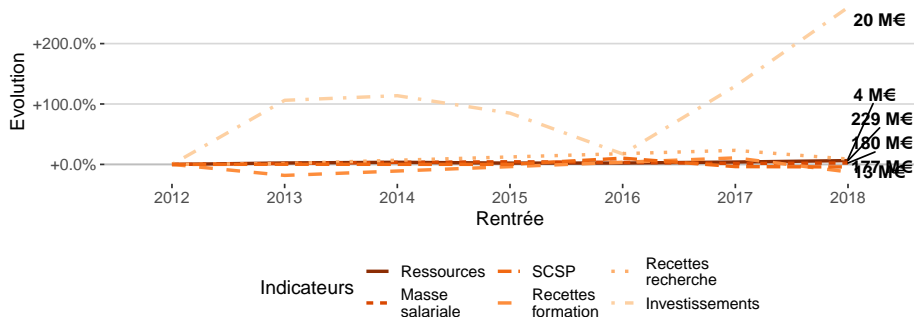 20 M€
+200.0%
4 M€
+100.0%
229 M€
180 M€
177 M€
+0.0%
13 M€
Evolution
2012 2013 2014 2015 2016 2017 2018
Rentrée
Indicateurs
Ressources
SCSP
Recettes
recherche
Masse
salariale
Recettes
formation
Investissements